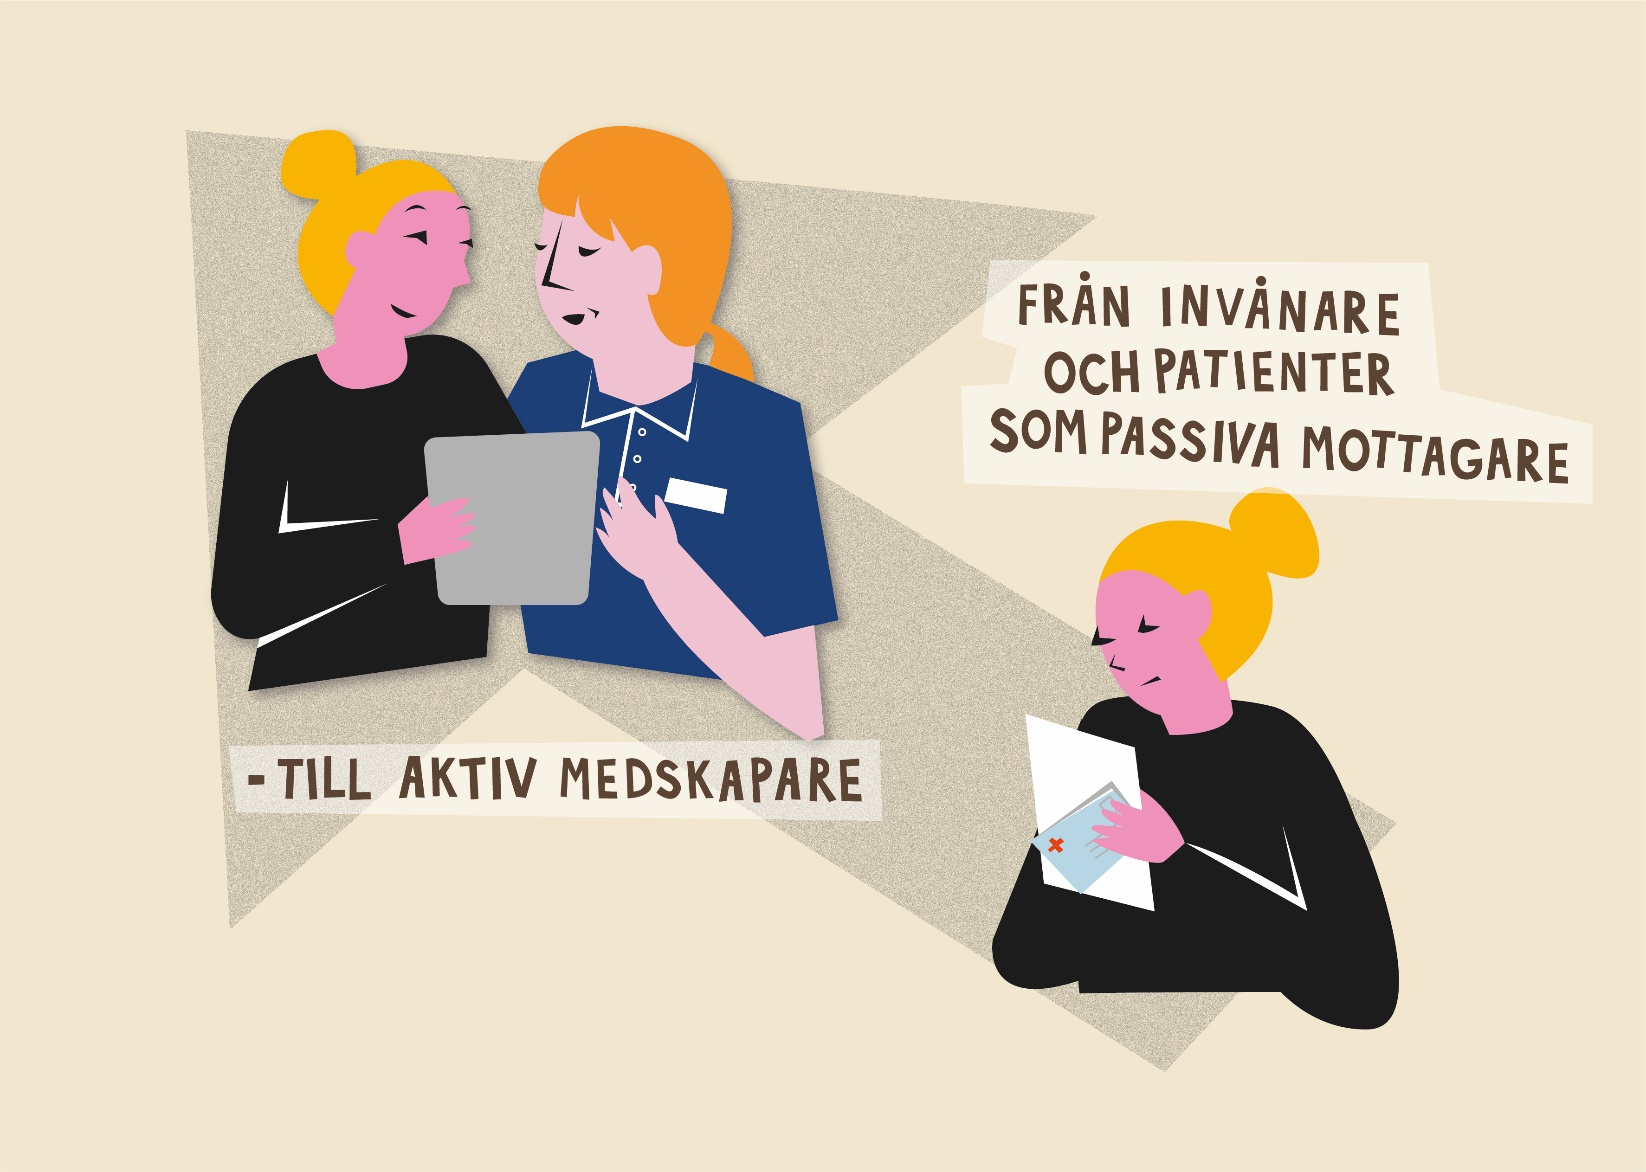 FRÅN INVÅNARE
OCH PATIENTER
SOM PASSIVA MOTTAGARE
- TILL AKTIV MEDSKAPARE